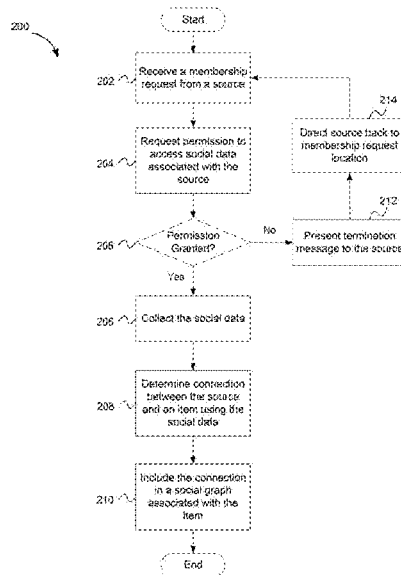 200
Start
202
Receive a membership
request from a source
204
Request permission to
access social data
associated with the
source
205
Permission
Granted?
No
Yes
214
Direct source back to
membership request
location
212
Present termination
message to the source
206
Collect the social data
208
Determine connection
between the source
and an item using the
social data
210
Include the connection
in a social graph
associated with the
item
End